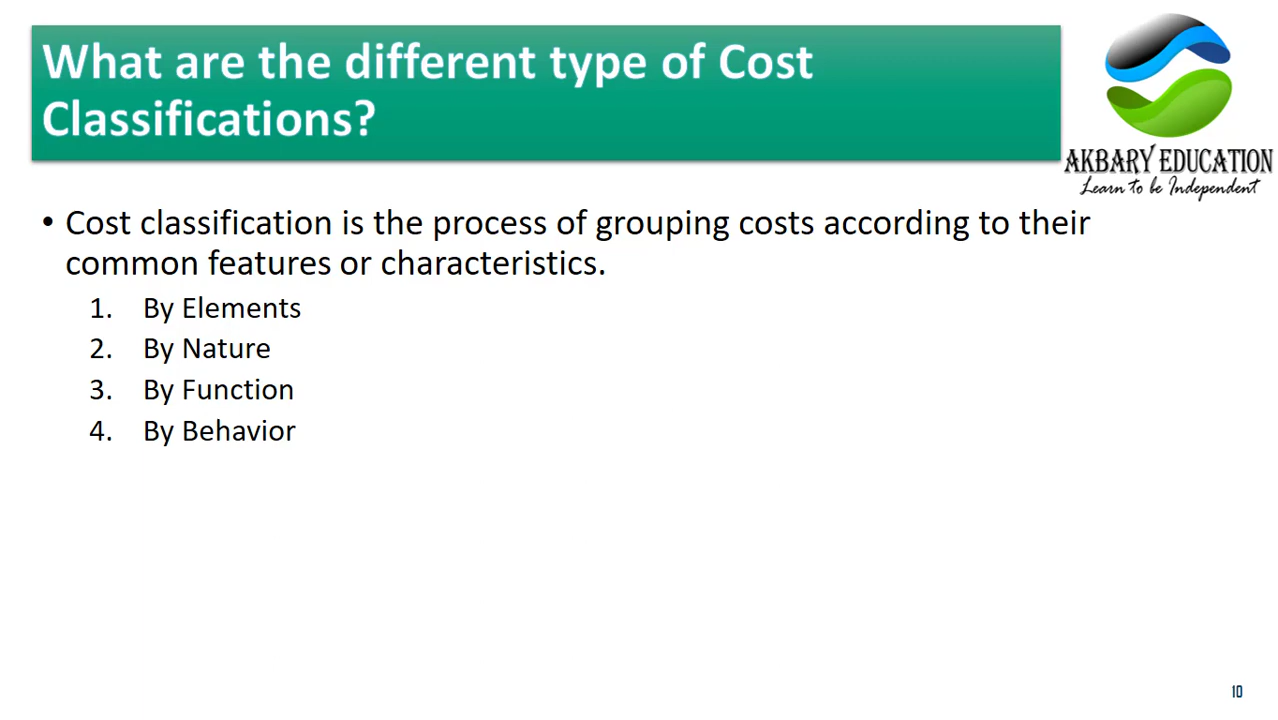 What are the different type of Cost
Classifications?
AKBARY EDUCATION
Learn to be Independent
• Cost classification is the process of grouping costs according to their
common features or characteristics.
1. By Elements
2. By Nature
3. By Function
4. By Behavior
10